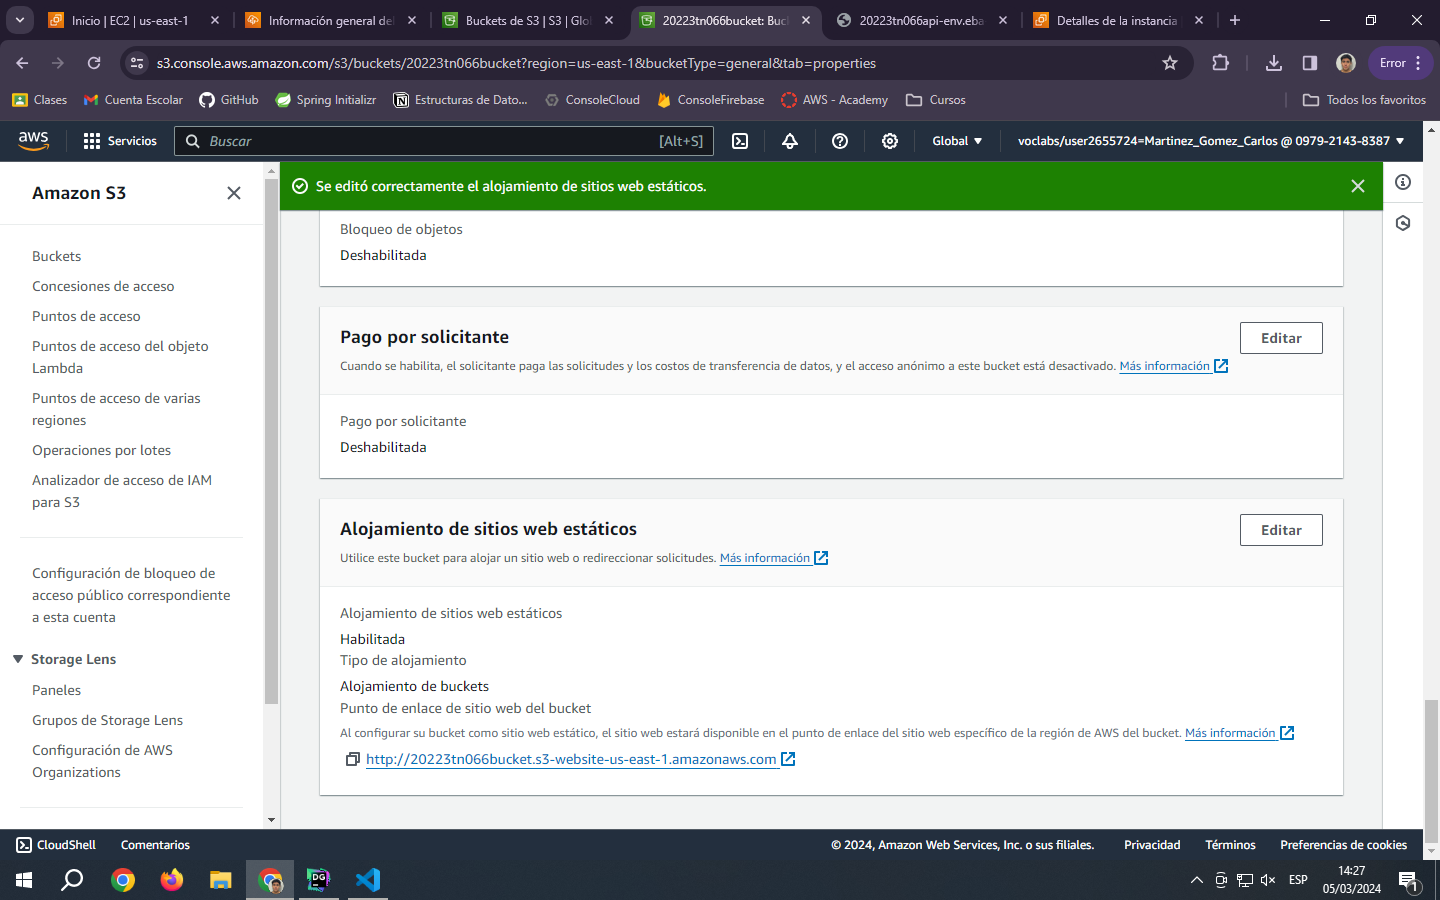 Inicio | EC2 | us-east-1
Información general del
Buckets de S3 | S3 | Glo
20223tn066bucket: Buc
20223tn066api-env.eba
Detalles de la instancia
s3.console.aws.amazon.com/s3/buckets/20223tn066bucket?region=us-east-1&bucketType=general&tab=properties
Error
Clases
Cuenta Escolar
GitHub
Spring Initializr
Estructuras de Dato...
ConsoleCloud
ConsoleFirebase
AWS - Academy
Cursos
Todos los favoritos
aws
Servicios
Buscar
[Alt+S]
Global
voclabs/user2655724=Martinez_Gomez_Carlos @ 0979-2143-8387
Amazon S3
Buckets
Concesiones de acceso
Puntos de acceso
Puntos de acceso del objeto
Lambda
Puntos de acceso de varias
regiones
Operaciones por lotes
Analizador de acceso de IAM
para S3
Configuración de bloqueo de
acceso público correspondiente
a esta cuenta
Storage Lens
Paneles
Grupos de Storage Lens
Configuración de AWS
Organizations
Se editó correctamente el alojamiento de sitios web estáticos.
Bloqueo de objetos
Deshabilitada
Pago por solicitante
Editar
Cuando se habilita, el solicitante paga las solicitudes y los costos de transferencia de datos, y el acceso anónimo a este bucket está desactivado. Más información
Pago por solicitante
Deshabilitada
Alojamiento de sitios web estáticos
Editar
Utilice este bucket para alojar un sitio web o redireccionar solicitudes. Más información
Alojamiento de sitios web estáticos
Habilitada
Tipo de alojamiento
Alojamiento de buckets
Punto de enlace de sitio web del bucket
Al configurar su bucket como sitio web estático, el sitio web estará disponible en el punto de enlace del sitio web específico de la región de AWS del bucket. Más información
http://20223tn066bucket.s3-website-us-east-1.amazonaws.com
CloudShell
Comentarios
© 2024, Amazon Web Services, Inc. o sus filiales.
Privacidad
Términos
Preferencias de cookies
DG
ESP
14:27
05/03/2024
1